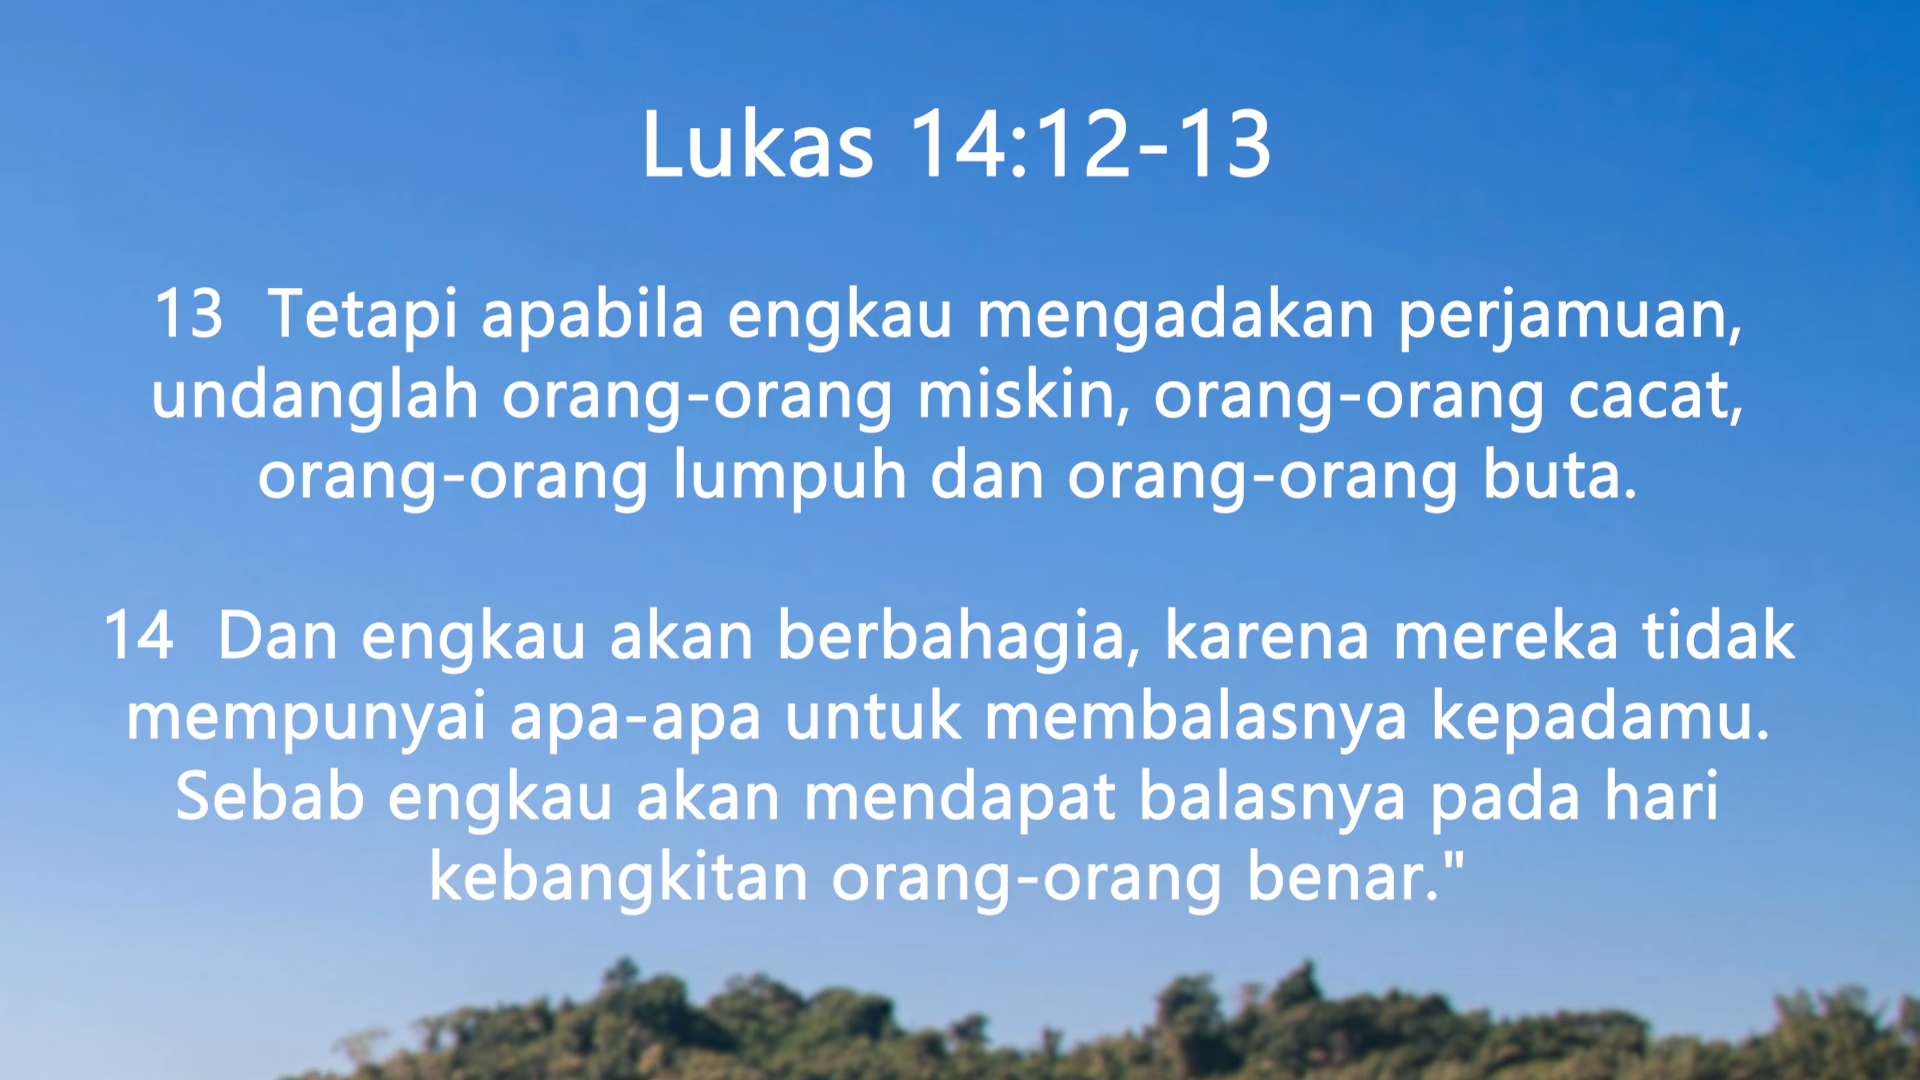 Lukas 14:12-13
13 Tetapi apabila engkau mengadakan perjamuan,
undanglah orang-orang miskin, orang-orang cacat,
orang-orang lumpuh dan orang-orang buta.
14 Dan engkau akan berbahagia, karena mereka tidak
mempunyai apa-apa untuk membalasnya kepadamu.
Sebab engkau akan mendapat balasnya pada hari
kebangkitan orang-orang benar."